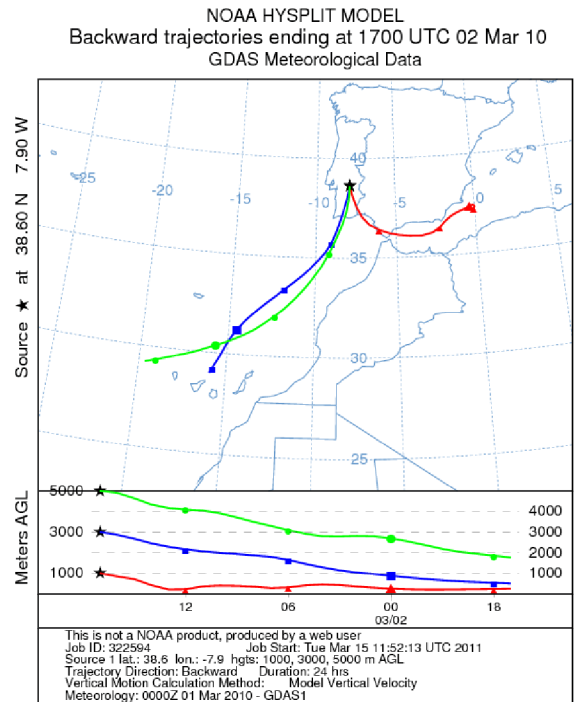 NOAA HYSPLIT MODEL
Backward trajectories ending at 1700 UTC 02 Mar 10
GDAS Meteorological Data
Source ★ at 38.60 N 7.90 W
-25
-20
-15
-10
-5
0
5
40
35
30
25
Meters AGL
5000
3000
1000
4000
3000
2000
1000
12 06 00 18
03/02
This is not a NOAA product, produced by a web user
Job ID: 322594 Job Start: Tue Mar 15 11:52:13 UTC 2011
Source 1 lat.: 38.6 lon.: -7.9 hgts: 1000, 3000, 5000 m AGL
Trajectory Direction: Backward Duration: 24 hrs
Vertical Motion Calculation Method: Model Vertical Velocity
Meteorology: 0000Z 01 Mar 2010 - GDAS1